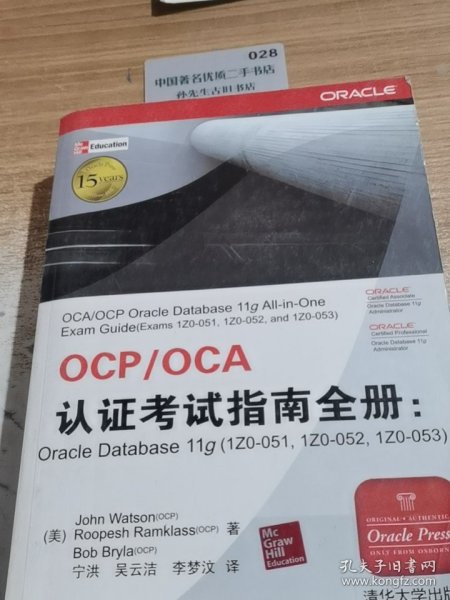 028
中国著名优质二手书店
孙先生古旧书店
ORACLE
Mc Graw Hill Education
15 years
OCA/OCP Oracle Database 11g All-in-One
Exam Guide(Exams 1Z0-051, 1Z0-052, and 1Z0-053)
ORACLE
Certified Associate
Oracle Database 11g
Administrator
ORACLE
Certified Professional
Oracle Database 11g
Administrator
OCP/OCA
认证考试指南全册：
Oracle Database 11g (1Z0-051, 1Z0-052, 1Z0-053)
John Watson(OCP)
(美) Roopesh Ramklass(OCP) 著
Bob Bryla(OCP)
宁洪 吴云洁 李梦汶 译
Mc
Graw
Hill
Education
ORIGINAL • AUTHENTIC
Oracle Press
ONLY FROM OSBORN
清华大学出版
孔夫子旧书网
kongfz.com